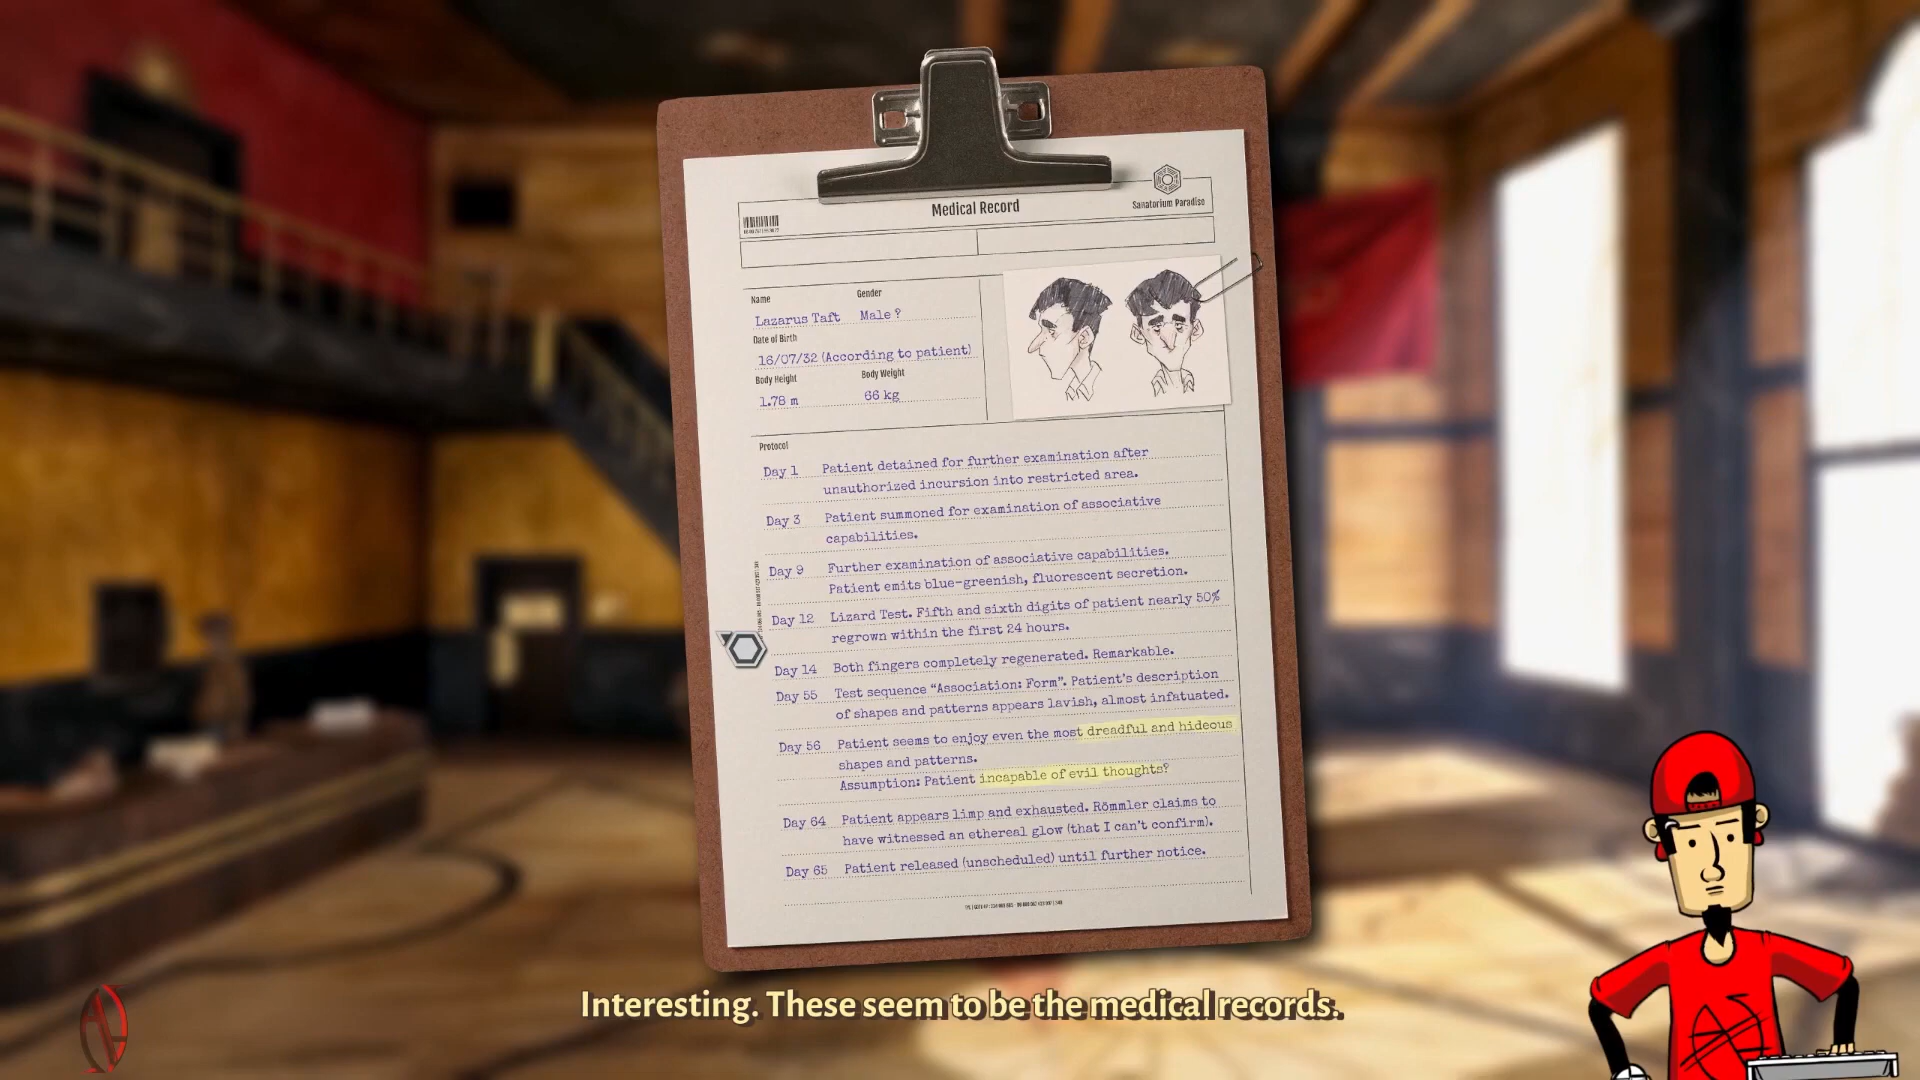 Medical Record
Sanatorium Paradiso
Name
Gender
Lazarus Taft
Male ?
Date of Birth
16/07/32 (According to patient)
Body Height
Body Weight
1.78 m
66 kg
Protocol
Day 1 Patient detained for further examination after
unauthorized incursion into restricted area.
Day 3 Patient summoned for examination of associative
capabilities.
Day 9 Further examination of associative capabilities.
Patient emits blue-greenish, fluorescent secretion.
Day 12 Lizard Test. Fifth and sixth digits of patient nearly 50%
regrown within the first 24 hours.
Day 14 Both fingers completely regenerated. Remarkable.
Day 55 Test sequence "Association: Form". Patient's description
of shapes and patterns appears lavish, almost infatuated.
Day 56 Patient seems to enjoy even the most dreadful and hideous
shapes and patterns.
Assumption: Patient incapable of evil thoughts?
Day 64 Patient appears limp and exhausted. Römmler claims to
have witnessed an ethereal glow (that I can't confirm).
Day 65 Patient released (unscheduled) until further notice.
Interesting. These seem to be the medical records.